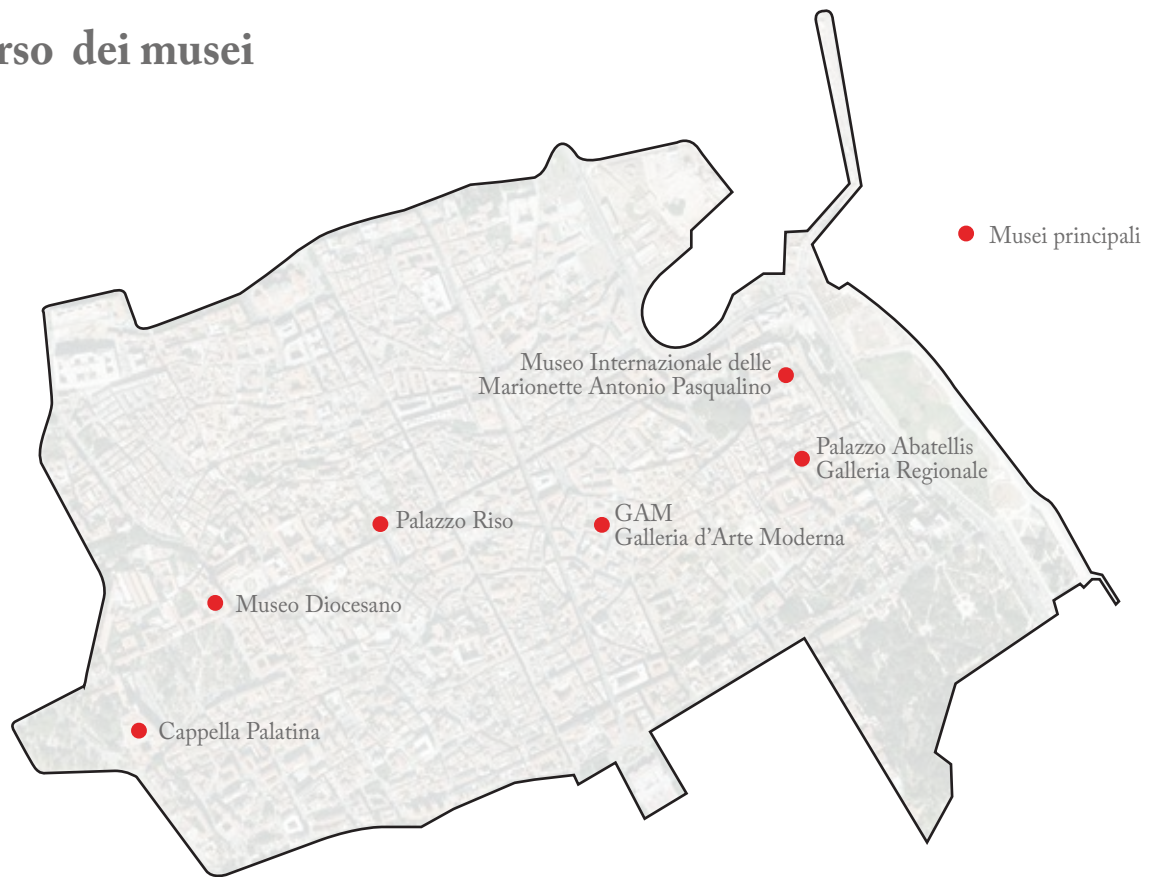 rso dei musei
Musei principali
Museo Internazionale delle
Marionette Antonio Pasqualino
Palazzo Abatellis
Galleria Regionale
Palazzo Riso
GAM
Galleria d'Arte Moderna
Museo Diocesano
Cappella Palatina